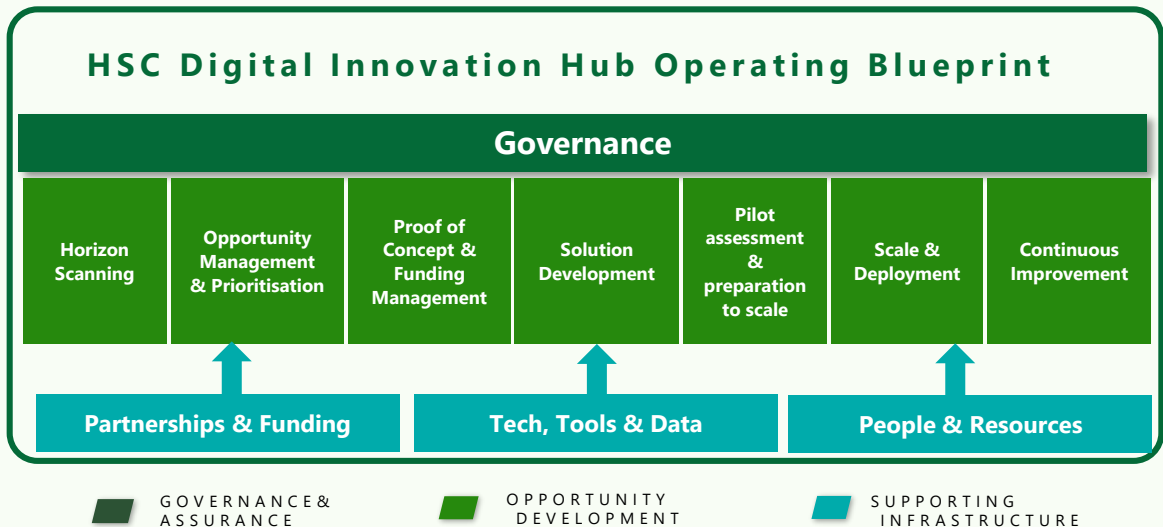 HSC Digital Innovation Hub Operating Blueprint
Governance
Horizon
Scanning
Opportunity
Management
& Prioritisation
Proof of
Concept &
Funding
Management
Solution
Development
Pilot
assessment
&
preparation
to scale
Scale &
Deployment
Continuous
Improvement
Partnerships & Funding
Tech, Tools & Data
People & Resources
GOVERNANCE&
ASSURANCE
OPPORTUNITY
DEVELOPMENT
SUPPORTING
INFRASTRUCTURE